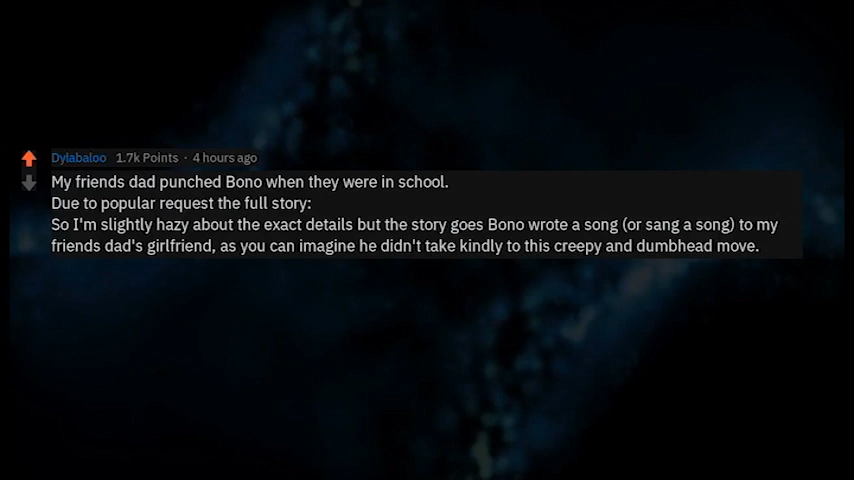 Dylabaloo 1.7k Points · 4 hours ago
My friends dad punched Bono when they were in school.
Due to popular request the full story:
So I'm slightly hazy about the exact details but the story goes Bono wrote a song (or sang a song) to my
friends dad's girlfriend, as you can imagine he didn't take kindly to this creepy and dumbhead move.